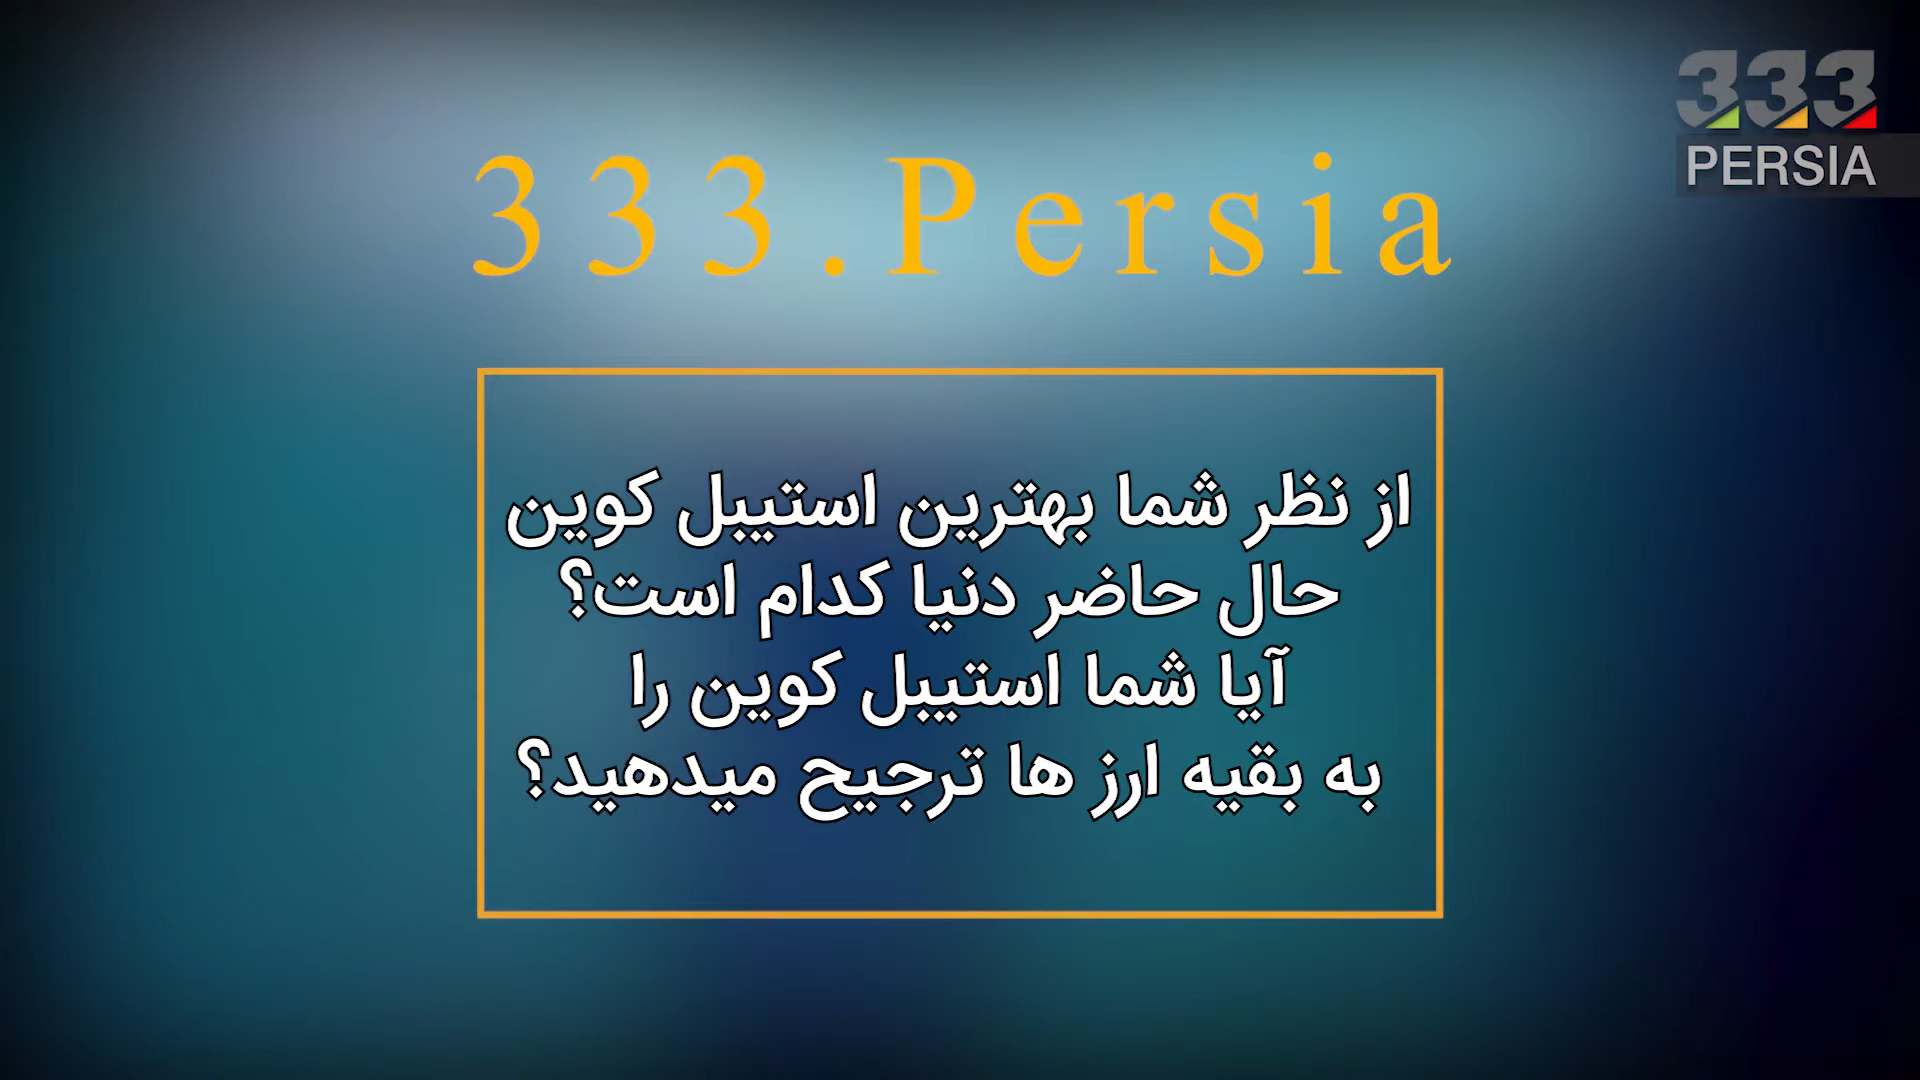 333
PERSIA
333.Persia
از نظر شما بهترین استیبل کوین
حال حاضر دنیا کدام است؟
آیا شما استیبل کوین را
به بقیه ارز ها ترجیح میدهید؟